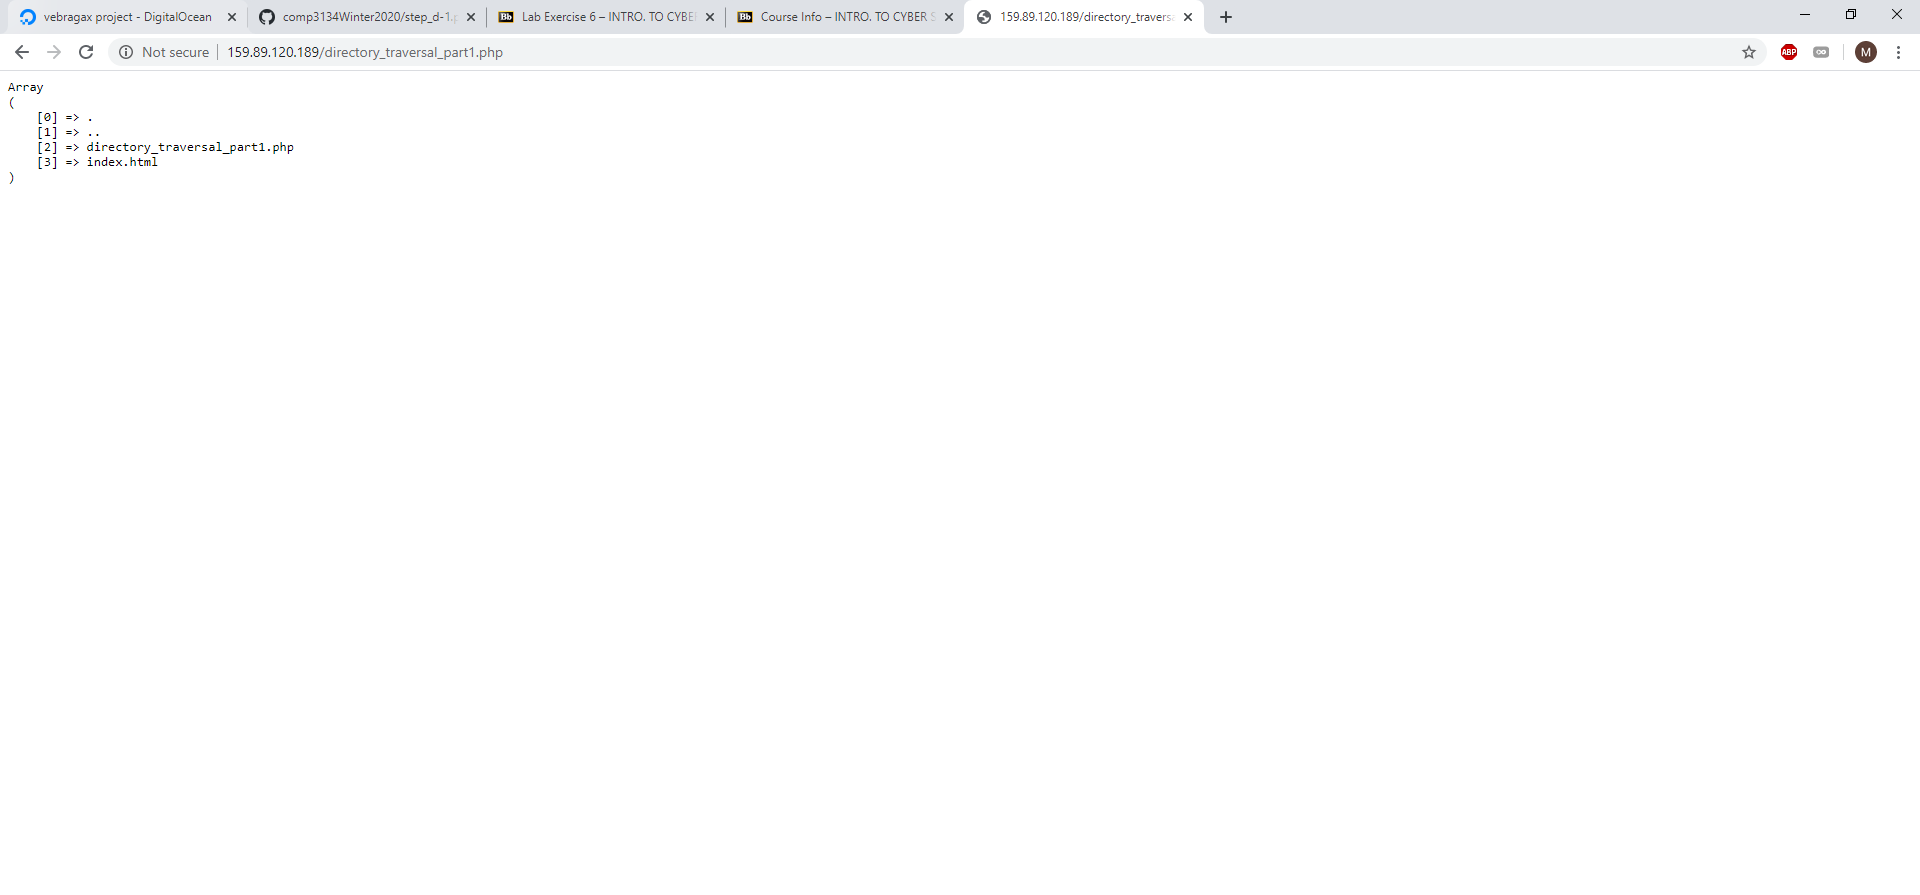 vebragax project - DigitalOcean
comp3134Winter2020/step_d-1.p
Bb Lab Exercise 6 – INTRO. TO CYBE
Bb Course Info – INTRO. TO CYBER S
159.89.120.189/directory_travers
Not secure 159.89.120.189/directory_traversal_part1.php
ABP
M
Array
(
    [0] => .
    [1] => ..
    [2] => directory_traversal_part1.php
    [3] => index.html
)